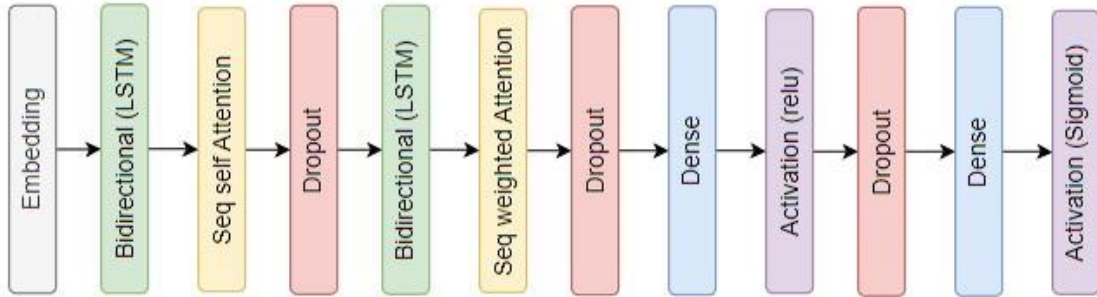 Embedding
Bidirectional (LSTM)
Seq self Attention
Dropout
Bidirectional (LSTM)
Seq weighted Attention
Dropout
Dense
Activation (relu)
Dropout
Dense
Activation (Sigmoid)